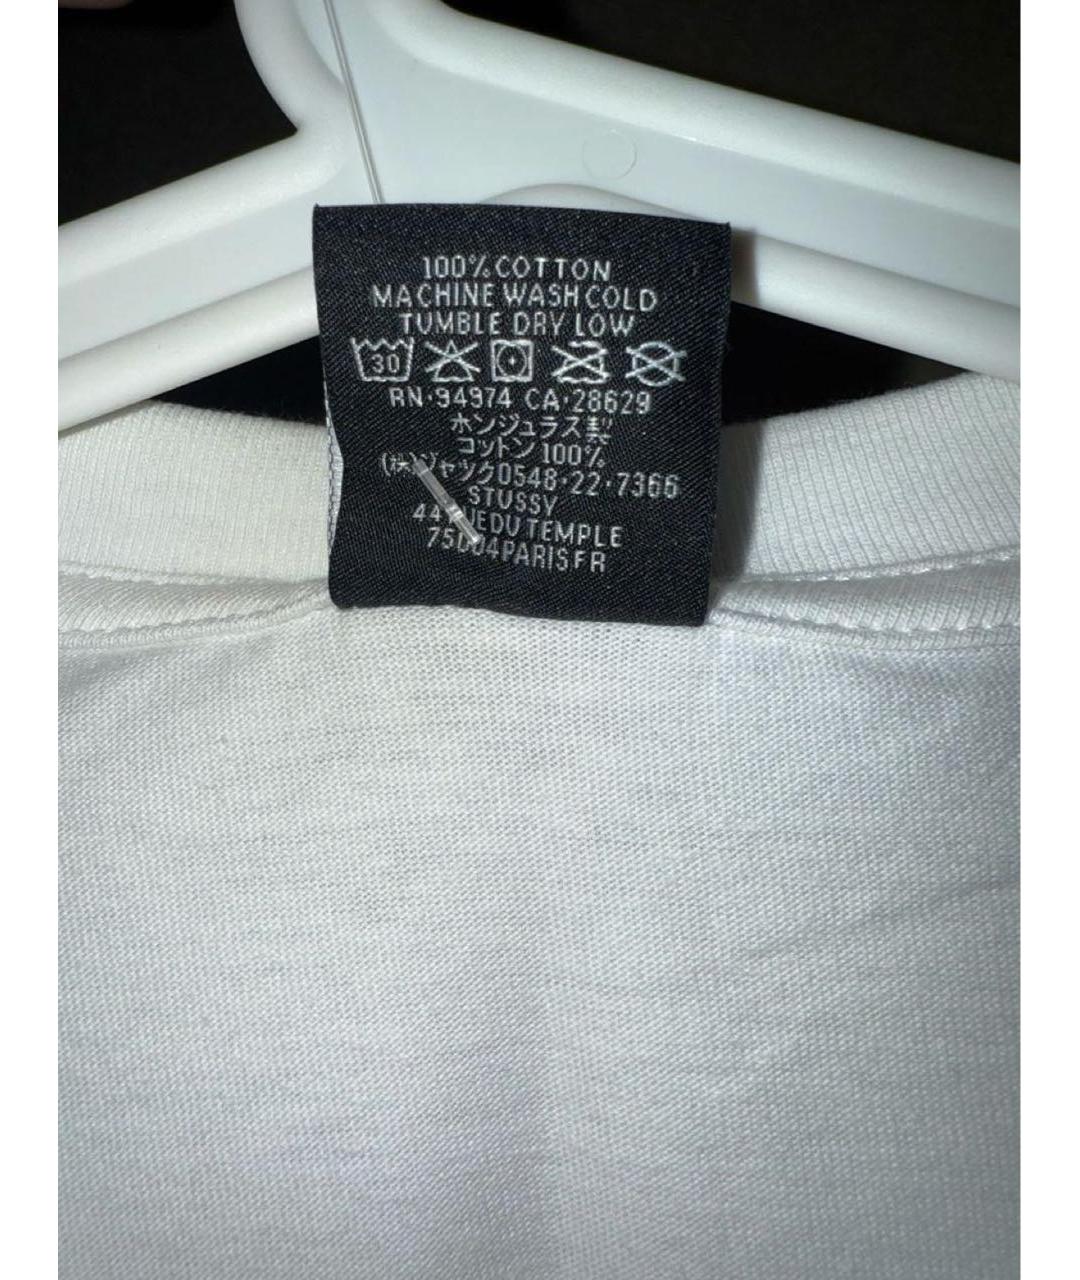 100% COTTON
MACHINE WASH COLD
TUMBLE DRY LOW
30
RN·94974 CA·28629
ホンジュラス製
コットン100%
(株)ジャック0548·22·7366
STUSSY
DU TEMPLE
75004 PARIS FR